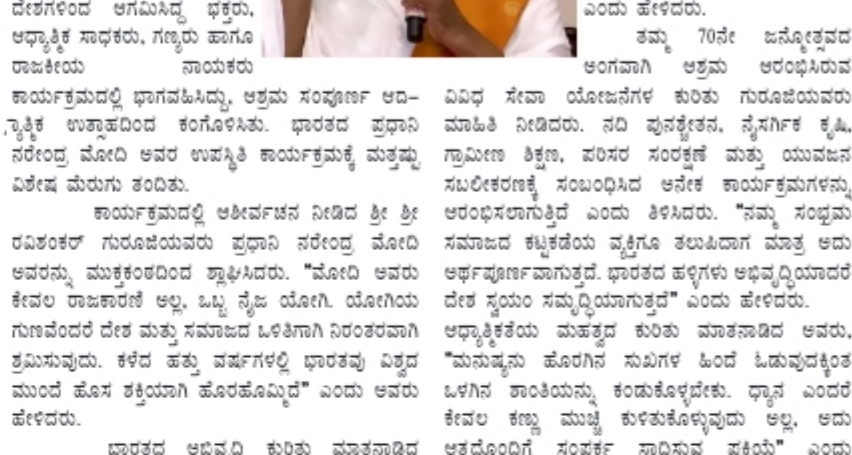 ದೇಶಗಳಿಂದ ಆಗಮಿಸಿದ್ದ ಭಕ್ತರು,
ಆಧ್ಯಾತ್ಮಿಕ ಸಾಧಕರು, ಗಣ್ಯರು ಹಾಗೂ
ರಾಜಕೀಯ ನಾಯಕರು
ಕಾರ್ಯಕ್ರಮದಲ್ಲಿ ಭಾಗವಹಿಸಿದ್ದು, ಆಶ್ರಮ ಸಂಪೂರ್ಣ ಆದ-
್ಯಾತ್ಮಿಕ ಉತ್ಸಾಹದಿಂದ ಕಂಗೊಳಿಸಿತು. ಭಾರತದ ಪ್ರಧಾನಿ
ನರೇಂದ್ರ ಮೋದಿ ಅವರ ಉಪಸ್ಥಿತಿ ಕಾರ್ಯಕ್ರಮಕ್ಕೆ ಮತ್ತಷ್ಟು
ವಿಶೇಷ ಮೆರುಗು ತಂದಿತು.
ಕಾರ್ಯಕ್ರಮದಲ್ಲಿ ಆಶೀರ್ವಚನ ನೀಡಿದ ಶ್ರೀ ಶ್ರೀ
ರವಿಶಂಕರ್ ಗುರೂಜಿಯವರು ಪ್ರಧಾನಿ ನರೇಂದ್ರ ಮೋದಿ
ಅವರನ್ನು ಮುಕ್ತಕಂಠದಿಂದ ಶ್ಲಾಘಿಸಿದರು. "ಮೋದಿ ಅವರು
ಕೇವಲ ರಾಜಕಾರಣಿ ಅಲ್ಲ, ಒಬ್ಬ ನೈಜ ಯೋಗಿ. ಯೋಗಿಯ
ಗುಣವೆಂದರೆ ದೇಶ ಮತ್ತು ಸಮಾಜದ ಒಳಿತಿಗಾಗಿ ನಿರಂತರವಾಗಿ
ಶ್ರಮಿಸುವುದು. ಕಳೆದ ಹತ್ತು ವರ್ಷಗಳಲ್ಲಿ ಭಾರತವು ವಿಶ್ವದ
ಮುಂದೆ ಹೊಸ ಶಕ್ತಿಯಾಗಿ ಹೊರಹೊಮ್ಮಿದೆ" ಎಂದು ಅವರು
ಹೇಳಿದರು.
ಭಾರತದ ಅಭಿವೃದ್ಧಿ ಕುರಿತು ಮಾತನಾಡಿದ
ಎಂದು ಹೇಳಿದರು.
ತಮ್ಮ 70ನೇ ಜನ್ಮೋತ್ಸವದ
ಅಂಗವಾಗಿ ಆಶ್ರಮ ಆರಂಭಿಸಿರುವ
ವಿವಿಧ ಸೇವಾ ಯೋಜನೆಗಳ ಕುರಿತು ಗುರೂಜಿಯವರು
ಮಾಹಿತಿ ನೀಡಿದರು. ನದಿ ಪುನಶ್ಚೇತನ, ನೈಸರ್ಗಿಕ ಕೃಷಿ,
ಗ್ರಾಮೀಣ ಶಿಕ್ಷಣ, ಪರಿಸರ ಸಂರಕ್ಷಣೆ ಮತ್ತು ಯುವಜನ
ಸಬಲೀಕರಣಕ್ಕೆ ಸಂಬಂಧಿಸಿದ ಅನೇಕ ಕಾರ್ಯಕ್ರಮಗಳನ್ನು
ಆರಂಭಿಸಲಾಗುತ್ತಿದೆ ಎಂದು ತಿಳಿಸಿದರು. "ನಮ್ಮ ಸಂಭ್ರಮ
ಸಮಾಜದ ಕಟ್ಟಕಡೆಯ ವ್ಯಕ್ತಿಗೂ ತಲುಪಿದಾಗ ಮಾತ್ರ ಅದು
ಅರ್ಥಪೂರ್ಣವಾಗುತ್ತದೆ. ಭಾರತದ ಹಳ್ಳಿಗಳು ಅಭಿವೃದ್ಧಿಯಾದರೆ
ದೇಶ ಸ್ವಯಂ ಸಮೃದ್ಧಿಯಾಗುತ್ತದೆ" ಎಂದು ಹೇಳಿದರು.
ಆಧ್ಯಾತ್ಮಿಕತೆಯ ಮಹತ್ವದ ಕುರಿತು ಮಾತನಾಡಿದ ಅವರು,
"ಮನುಷ್ಯನು ಹೊರಗಿನ ಸುಖಗಳ ಹಿಂದೆ ಓಡುವುದಕ್ಕಿಂತ
ಒಳಗಿನ ಶಾಂತಿಯನ್ನು ಕಂಡುಕೊಳ್ಳಬೇಕು. ಧ್ಯಾನ ಎಂದರೆ
ಕೇವಲ ಕಣ್ಣು ಮುಚ್ಚಿ ಕುಳಿತುಕೊಳ್ಳುವುದು ಅಲ್ಲ, ಅದು
ಆತ್ಮದೊಂದಿಗೆ ಸಂಪರ್ಕ ಸಾಧಿಸುವ ಪ್ರಕ್ರಿಯೆ" ಎಂದು